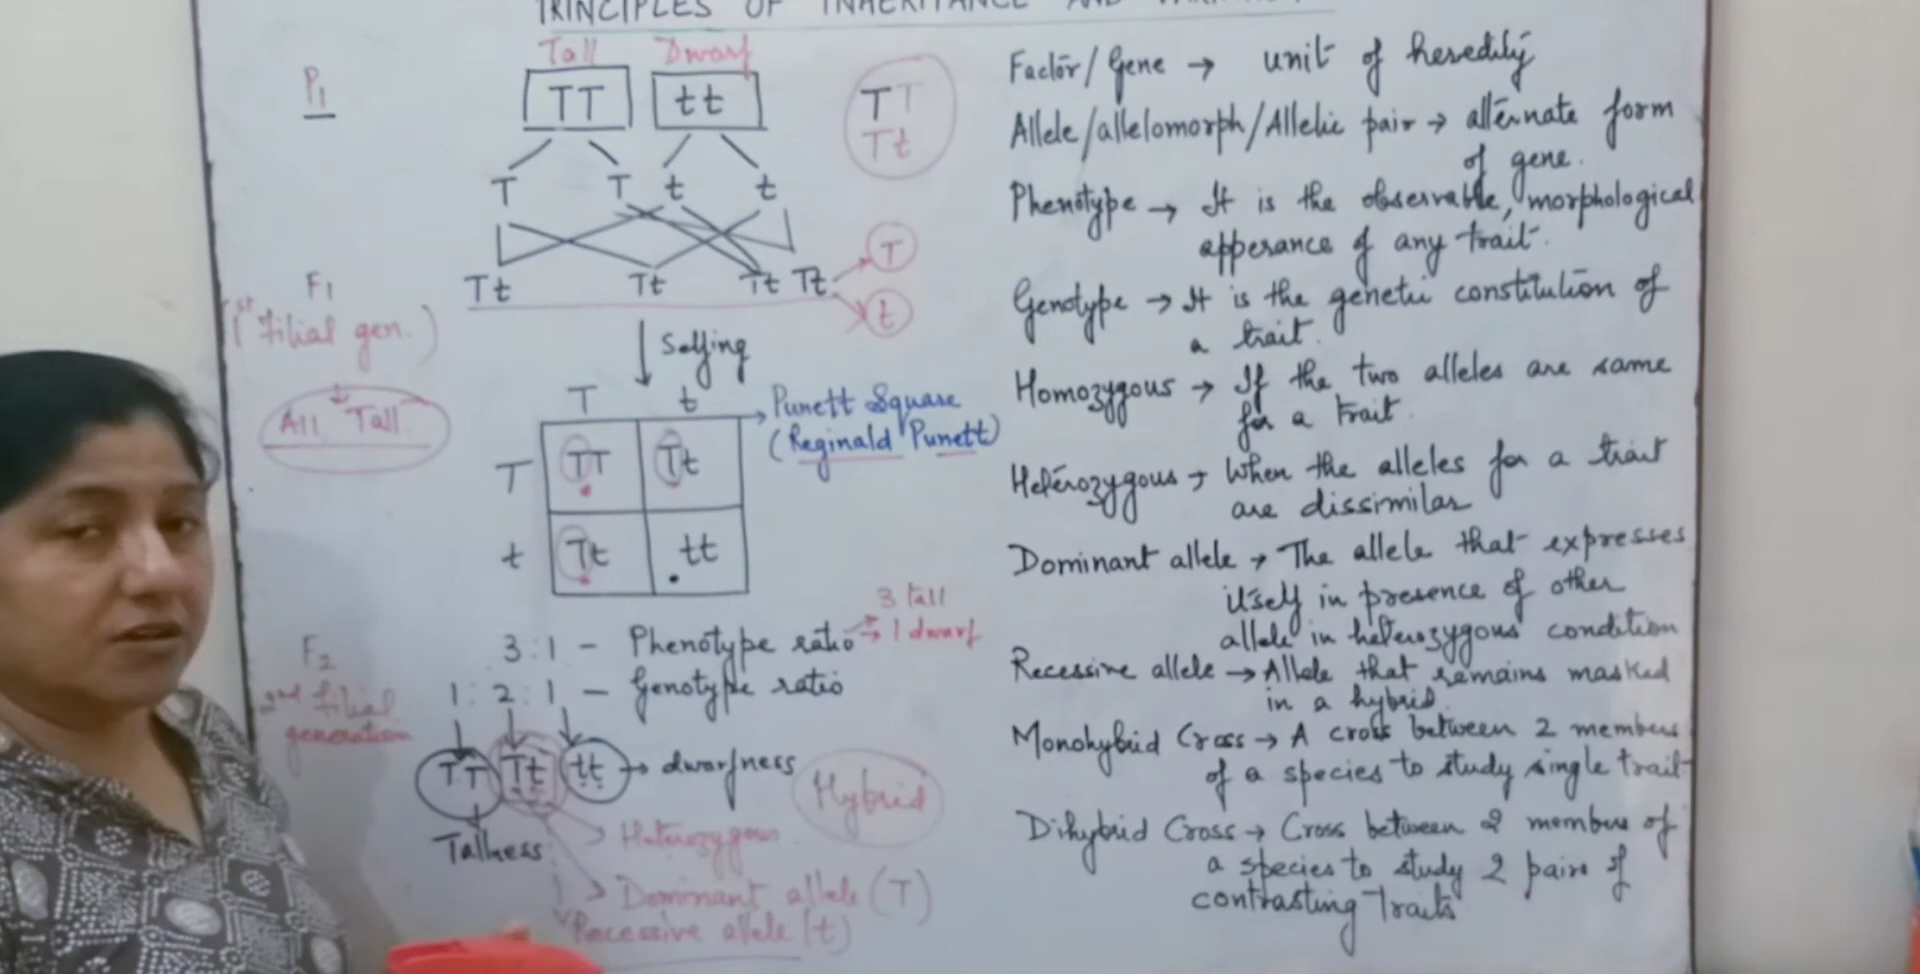 PRINCIPLES OF INHERITANCE AND
Tall Dwarf
P1
TT tt
T T t t
TT
Tt
Tt Tt Tt Tt
T
t
F1
(1st filial gen.)
All Tall
Selfing
T t
T TT Tt
t Tt tt
Punett Square
(Reginald Punett)
3 tall
1 dwarf
3:1 - Phenotype ratio
1:2:1 - Genotype ratio
F2
2nd filial
generation
TT Tt tt → dwarfness
Tallness
Hybrid
Heterozygous
Dominant allele (T)
Recessive allele (t)
Factor/Gene → unit of heredity
Allele/allelomorph/Allelic pair → alternate form
of gene.
Phenotype → It is the observable, morphological
apperance of any trait.
Genotype → It is the genetic constitution of
a trait.
Homozygous → If the two alleles are same
for a trait.
Heterozygous → When the alleles for a trait
are dissimilar
Dominant allele → The allele that expresses
itself in presence of other
allele in heterozygous condition
Recessive allele → Allele that remains masked
in a hybrid.
Monohybrid Cross → A cross between 2 members
of a species to study single trait
Dihybrid Cross → Cross between 2 members of
a species to study 2 pairs of
contrasting Traits